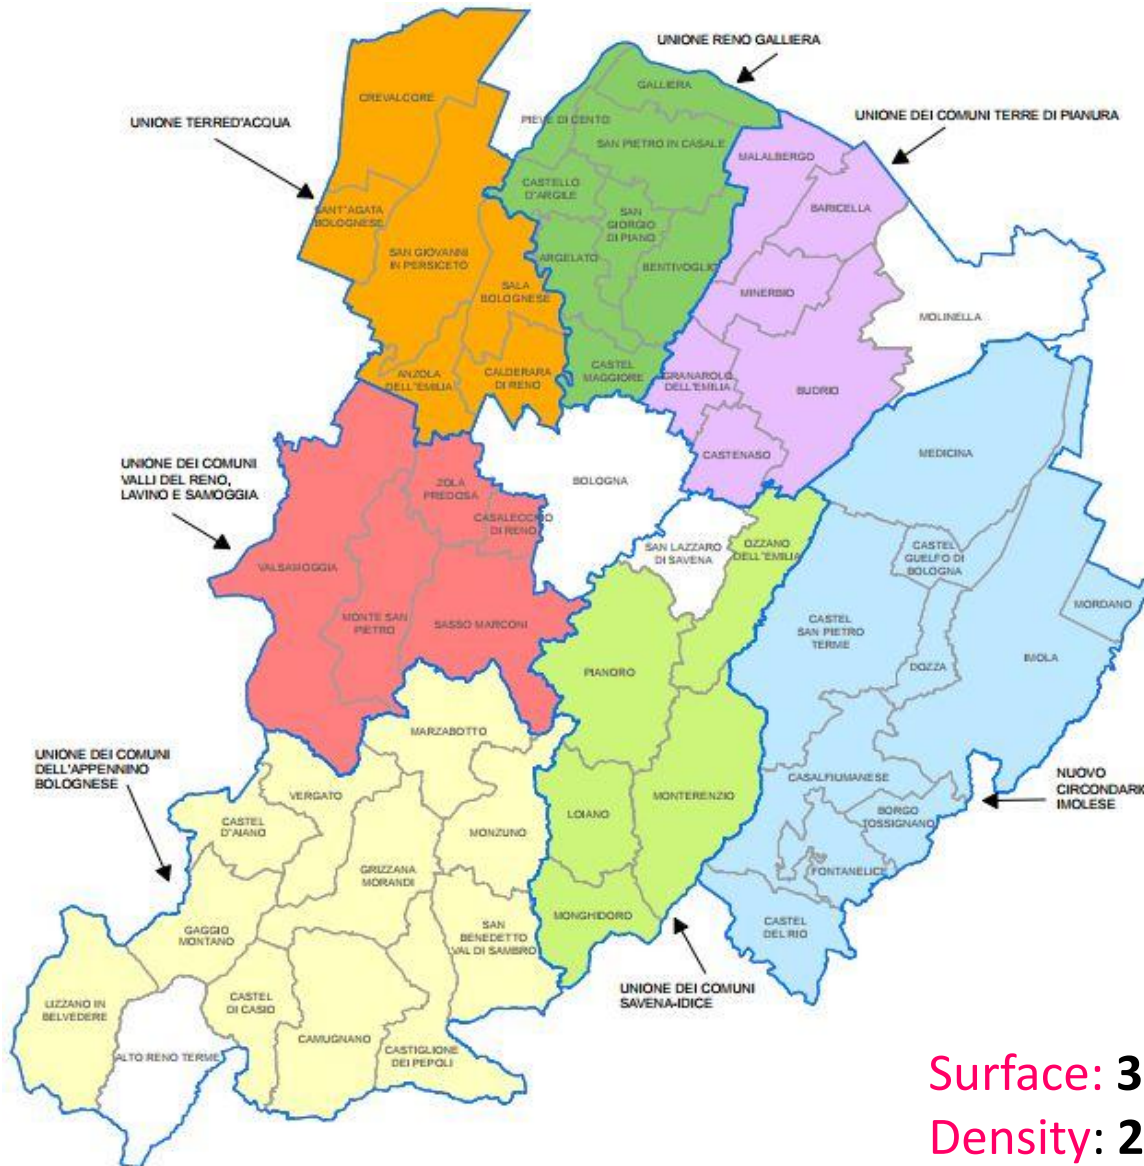 UNIONE RENO GALLIERA
GALLIERA
CREVALCORE
UNIONE TERRED'ACQUA
PIEVE DI CENTO
UNIONE DEI COMUNI TERRE DI PIANURA
SAN PIETRO IN CASALE
MALALBERGO
CASTELLO
D'ARGILE
SANT'AGATA
BOLOGNESE
SAN
GIORGIO
DI PIANO
BARICELLA
SAN GIOVANNI
IN PERSICETO
ARGELATO
BENTIVOGLIO
SALA
BOLOGNESE
MINERBIO
MOLINELLA
ANZOLA
DELL'EMILIA
CALDERARA
DI RENO
CASTEL
MAGGIORE
GRANAROLO
DELL'EMILIA
BUDRIO
CASTENASO
MEDICINA
UNIONE DEI COMUNI
VALLI DEL RENO,
LAVINO E SAMOGGIA
ZOLA
PREDOSA
BOLOGNA
CASALECCHIO
DI RENO
SAN LAZZARO
DI SAVENA
OZZANO
DELL'EMILIA
CASTEL
GUELFO DI
BOLOGNA
VALSAMOGGIA
MORDANO
MONTE SAN
PIETRO
SASSO MARCONI
CASTEL
SAN PIETRO
TERME
IMOLA
DOZZA
PIANORO
MARZABOTTO
UNIONE DEI COMUNI
DELL'APPENNINO
BOLOGNESE
VERGATO
MONTERENZIO
CASALFIUMANESE
NUOVO
CIRCONDARI
IMOLESE
CASTEL
D'AIANO
MONZUNO
LOIANO
BORGO
TOSSIGNANO
GRIZZANA
MORANDI
FONTANELICE
GAGGIO
MONTANO
SAN
BENEDETTO
VAL DI SAMBRO
MONGHIDORO
CASTEL
DEL RIO
LIZZANO IN
BELVEDERE
CASTEL
DI CASIO
UNIONE DEI COMUNI
SAVENA-IDICE
CAMUGNANO
ALTO RENO TERME
CASTIGLIONE
DEI PEPOLI
Surface: 3
Density: 2